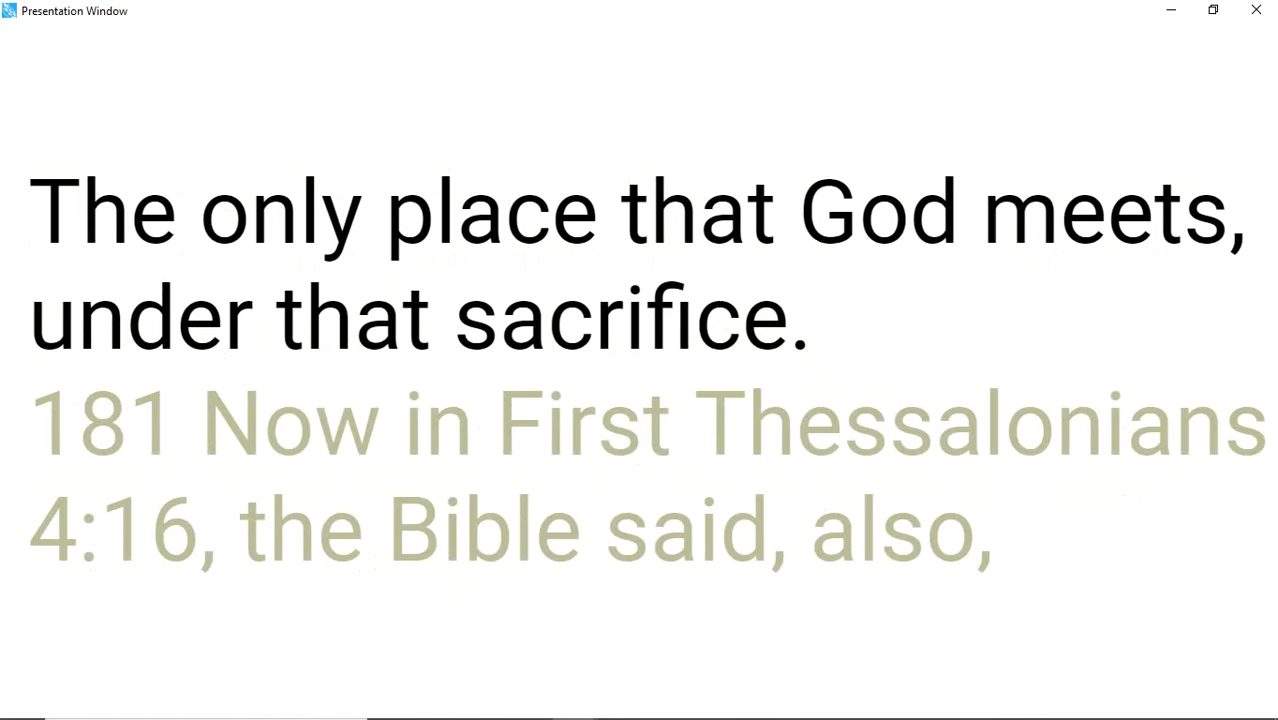 Presentation Window
The only place that God meets,
under that sacrifice.
181 Now in First Thessalonians
4:16, the Bible said, also,